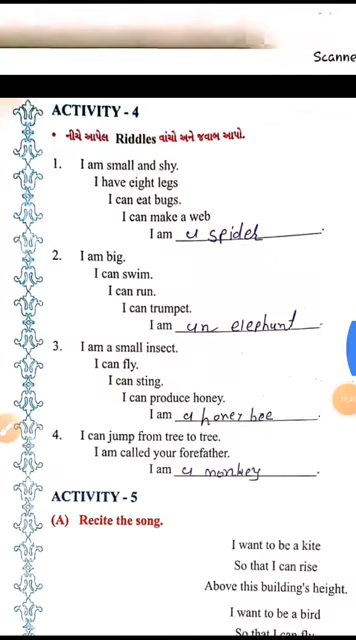 Scanne
ACTIVITY - 4
• નીચે આપેલ Riddles વાંચો અને જવાબ આપો.
1. I am small and shy.
I have eight legs
I can eat bugs.
I can make a web
I am a spider.
2. I am big.
I can swim.
I can run.
I can trumpet.
I am an elephant.
3. I am a small insect.
I can fly.
I can sting.
I can produce honey.
I am a honey bee.
4. I can jump from tree to tree.
I am called your forefather.
I am a monkey.
ACTIVITY - 5
(A) Recite the song.
I want to be a kite
So that I can rise
Above this building's height.
I want to be a bird
So that I can fly